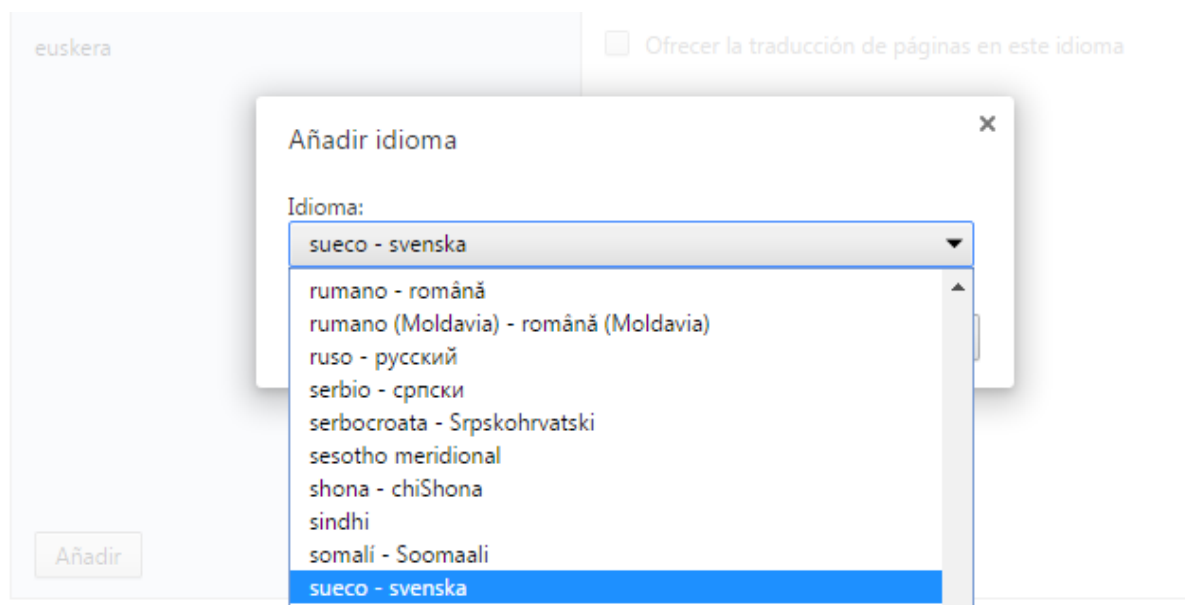 euskera
Ofrecer la traducción de páginas en este idioma
Añadir idioma
×
Idioma:
sueco - svenska
rumano - română
rumano (Moldavia) - română (Moldavia)
ruso - русский
serbio - српски
serbocroata - Srpskohrvatski
sesotho meridional
shona - chiShona
sindhi
somalí - Soomaali
sueco - svenska
Añadir